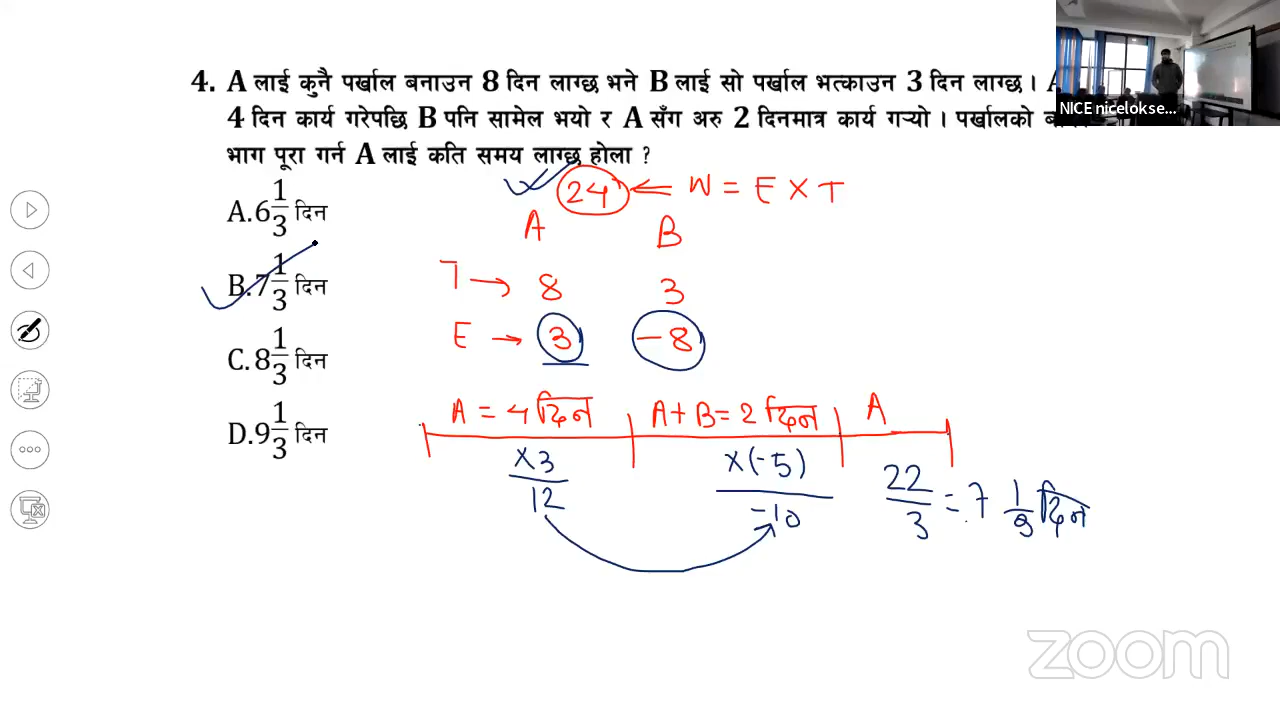 4. A लाई कुनै पर्खाल बनाउन 8 दिन लाग्छ भने B लाई सो पर्खाल भत्काउन 3 दिन लाग्छ ।
4 दिन कार्य गरेपछि B पनि सामेल भयो र A सँग अरु 2 दिनमात्र कार्य गर्‍यो । पर्खालको
भाग पूरा गर्न A लाई कति समय लाग्छ होला ?
NICE nicelokse...
24 ← W = E × T
A. 6 1/3 दिन
A B
B. 7 1/3 दिन
T → 8 3
E → 3 -8
C. 8 1/3 दिन
A = 4 दिन A + B = 2 दिन A
D. 9 1/3 दिन
×3 ×(-5)
12 -10 22/3 = 7 1/3 दिन
zoom